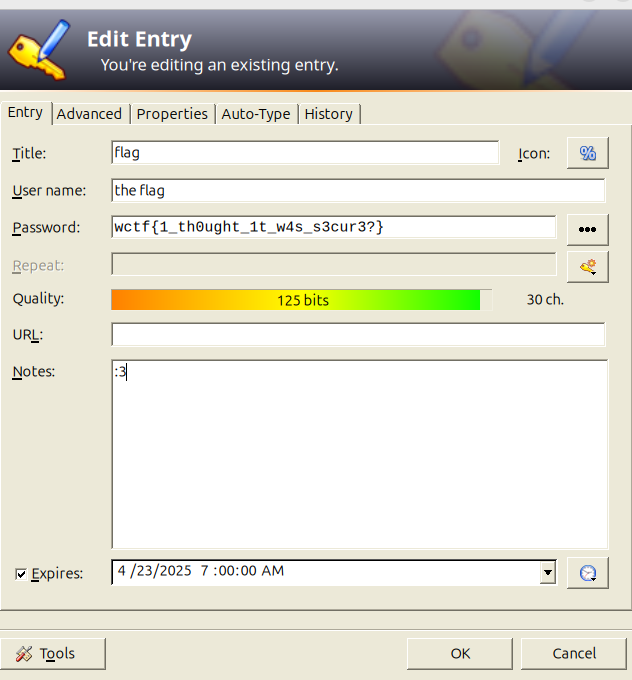 Edit Entry
You're editing an existing entry.
Entry Advanced Properties Auto-Type History
Title: flag Icon:
User name: the flag
Password: wctf{1_th0ught_1t_w4s_s3cur3?} •••
Repeat:
Quality: 125 bits 30 ch.
URL:
Notes: :3
Expires: 4 /23/2025 7 :00:00 AM
Tools OK Cancel